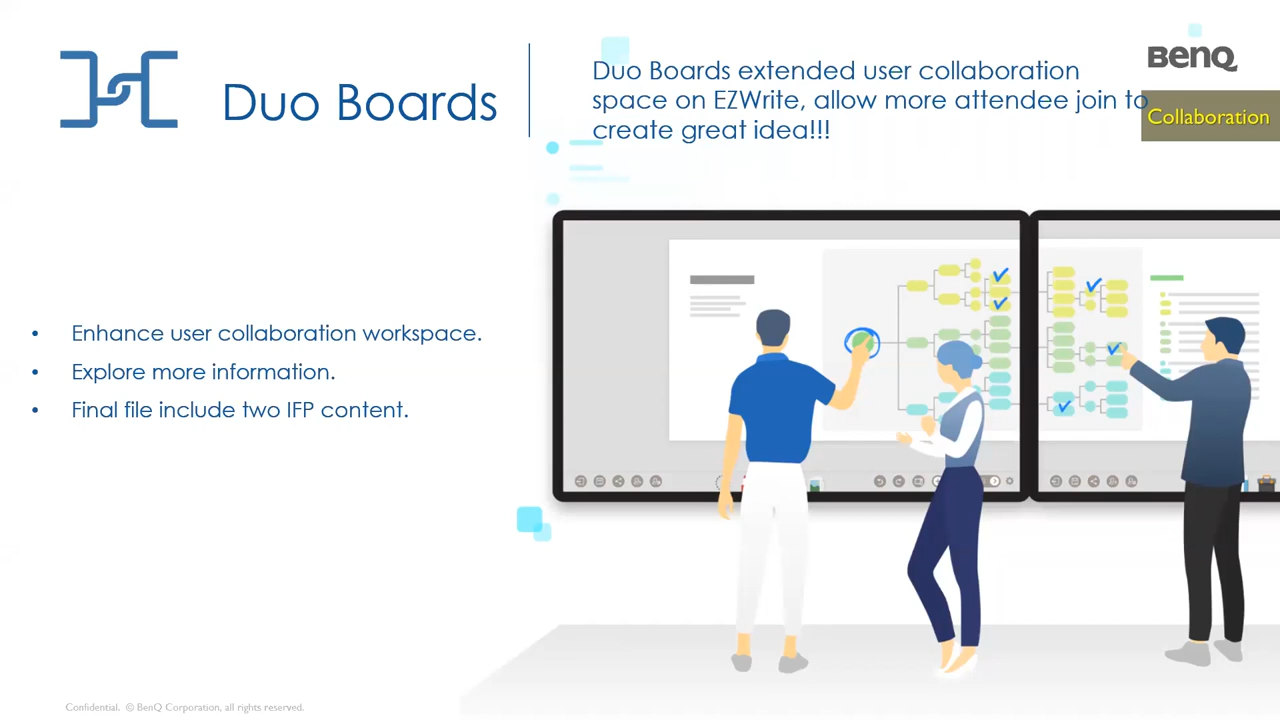 Duo Boards
Duo Boards extended user collaboration
space on EZWrite, allow more attendee join to
create great idea!!!
BenQ
Collaboration
• Enhance user collaboration workspace.
• Explore more information.
• Final file include two IFP content.
Confidential. © BenQ Corporation, all rights reserved.